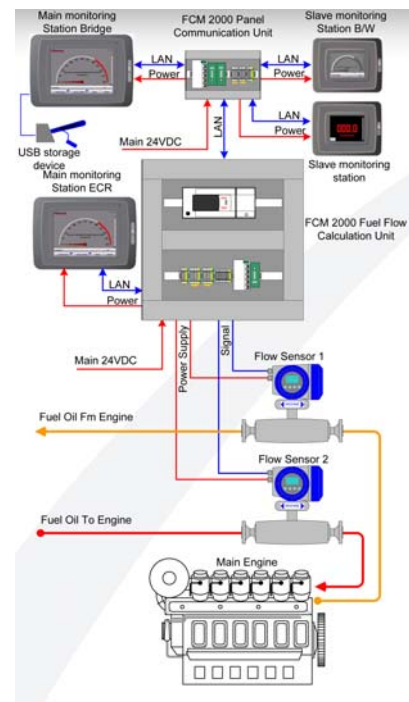 Main monitoring
Station Bridge
FCM 2000 Panel
Communication Unit
Slave monitoring
Station B/W
LAN
Power
LAN
Power
LAN
Power
Main 24VDC
LAN
USB storage
device
Slave monitoring
station
000.0
Main monitoring
Station ECR
FCM 2000 Fuel Flow
Calculation Unit
LAN
Power
Main 24VDC
Power Supply
Signal
Flow Sensor 1
Fuel Oil Fm Engine
Flow Sensor 2
Fuel Oil To Engine
Main Engine